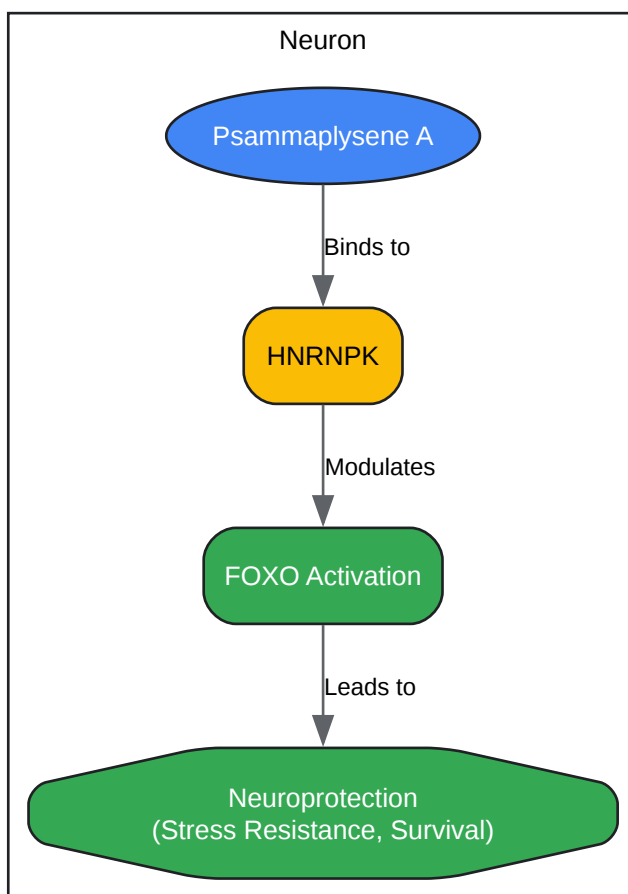 Neuron
Psammaplysene A
Binds to
HNRNPK
Modulates
FOXO Activation
Leads to
Neuroprotection
(Stress Resistance, Survival)